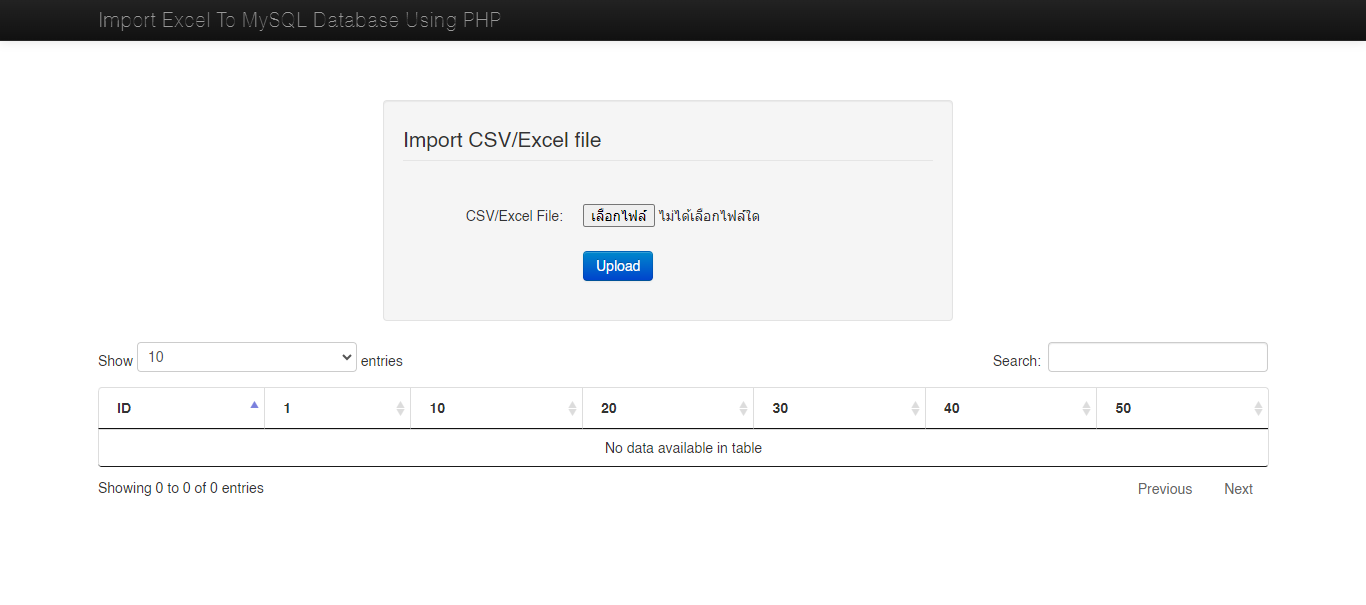 Import Excel To MySQL Database Using PHP
Import CSV/Excel file
CSV/Excel File: เลือกไฟล์ ไม่ได้เลือกไฟล์ใด
Upload
Show 10 entries Search:
ID 1 10 20 30 40 50
No data available in table
Showing 0 to 0 of 0 entries Previous Next